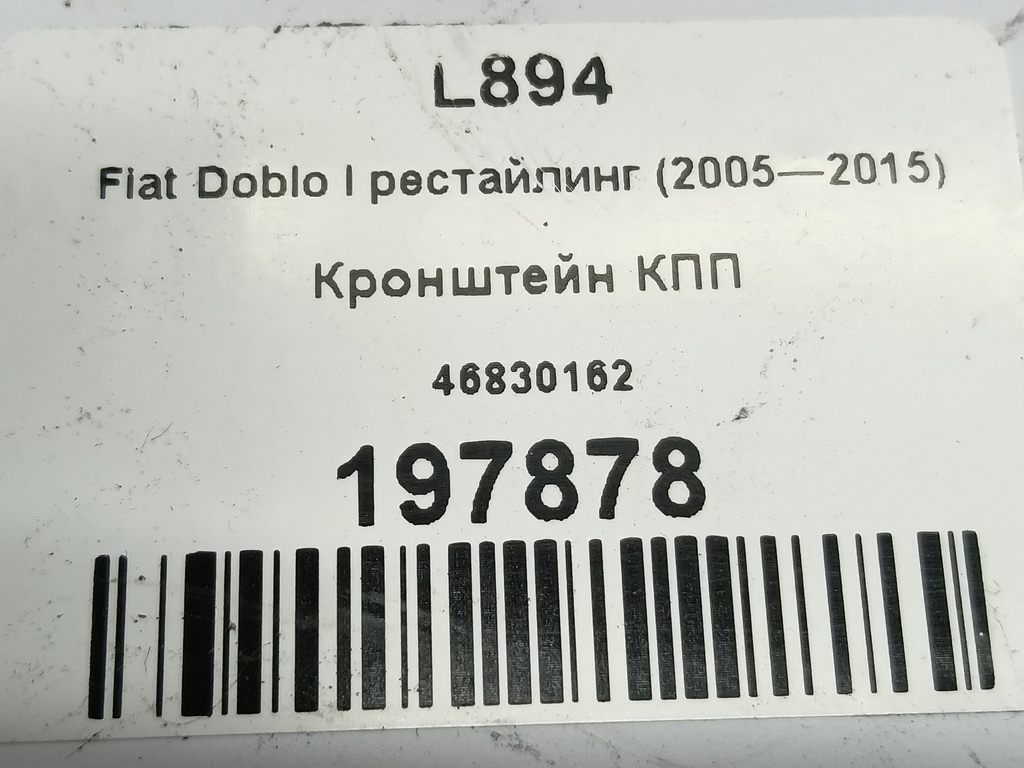 L894
Fiat Doblo I рестайлинг (2005—2015)
Кронштейн КПП
46830162
197878